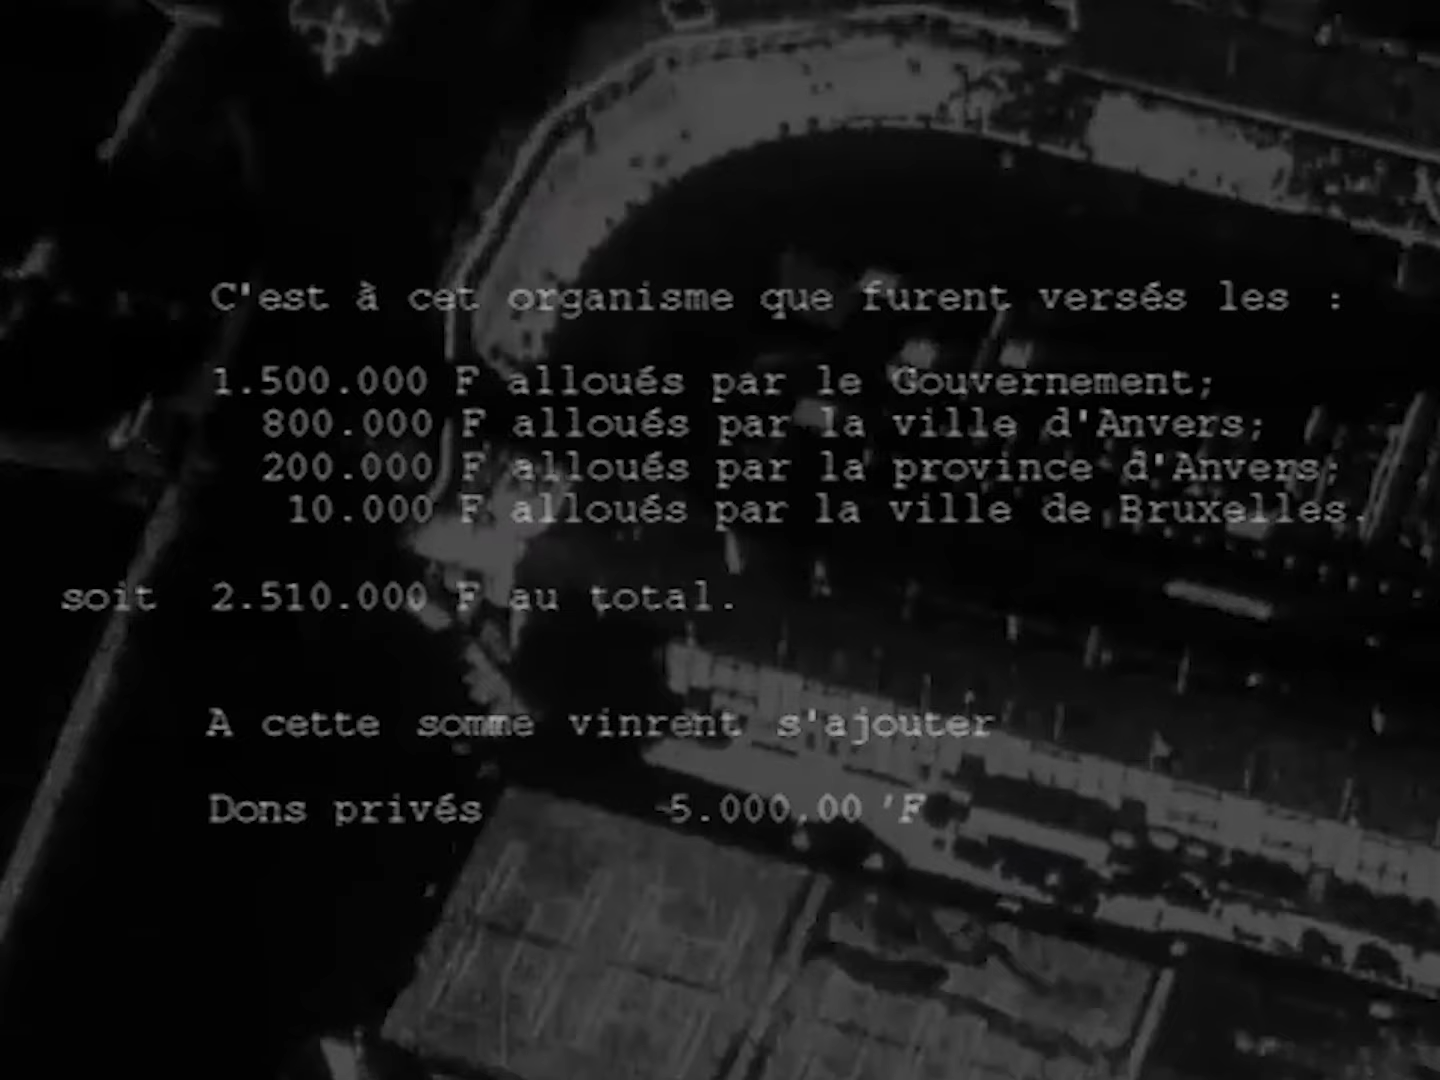 C'est à cet organisme que furent versés les :
1.500.000 F alloués par le Gouvernement;
800.000 F alloués par la ville d'Anvers;
200.000 F alloués par la province d'Anvers;
10.000 F alloués par la ville de Bruxelles.
soit 2.510.000 F au total.
A cette somme vinrent s'ajouter
Dons privés 5.000,00 F